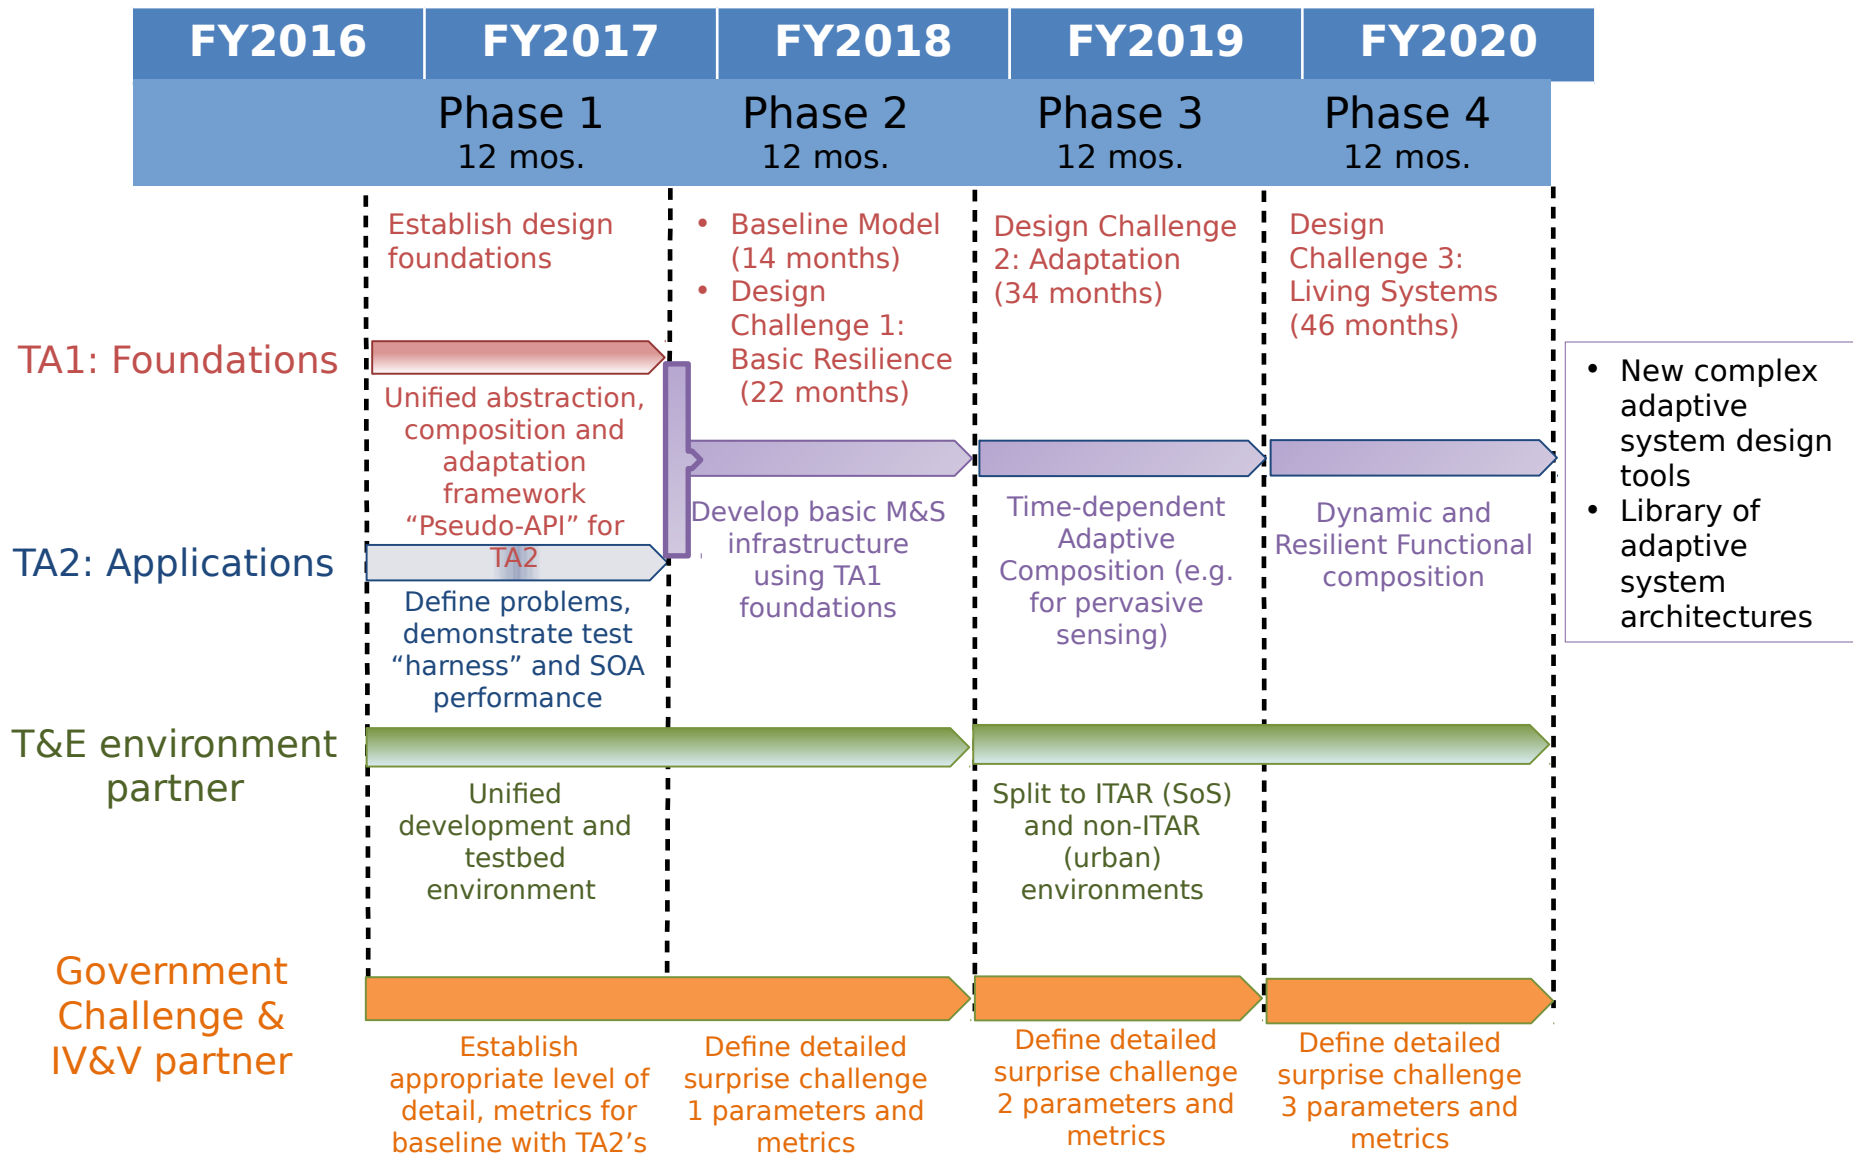 FY2016 FY2017 FY2018 FY2019 FY2020
Phase 1 Phase 2 Phase 3 Phase 4
12 mos. 12 mos. 12 mos. 12 mos.
Establish design
foundations
• Baseline Model
(14 months)
• Design
Challenge 1:
Basic Resilience
(22 months)
Design Challenge
2: Adaptation
(34 months)
Design
Challenge 3:
Living Systems
(46 months)
TA1: Foundations
Unified abstraction,
composition and
adaptation
framework
“Pseudo-API” for
TA2
Develop basic M&S
infrastructure
using TA1
foundations
Time-dependent
Adaptive
Composition (e.g.
for pervasive
sensing)
Dynamic and
Resilient Functional
composition
• New complex
adaptive
system design
tools
• Library of
adaptive
system
architectures
TA2: Applications
Define problems,
demonstrate test
“harness” and SOA
performance
T&E environment
partner
Unified
development and
testbed
environment
Split to ITAR (SoS)
and non-ITAR
(urban)
environments
Government
Challenge &
IV&V partner
Establish
appropriate level of
detail, metrics for
baseline with TA2’s
Define detailed
surprise challenge
1 parameters and
metrics
Define detailed
surprise challenge
2 parameters and
metrics
Define detailed
surprise challenge
3 parameters and
metrics